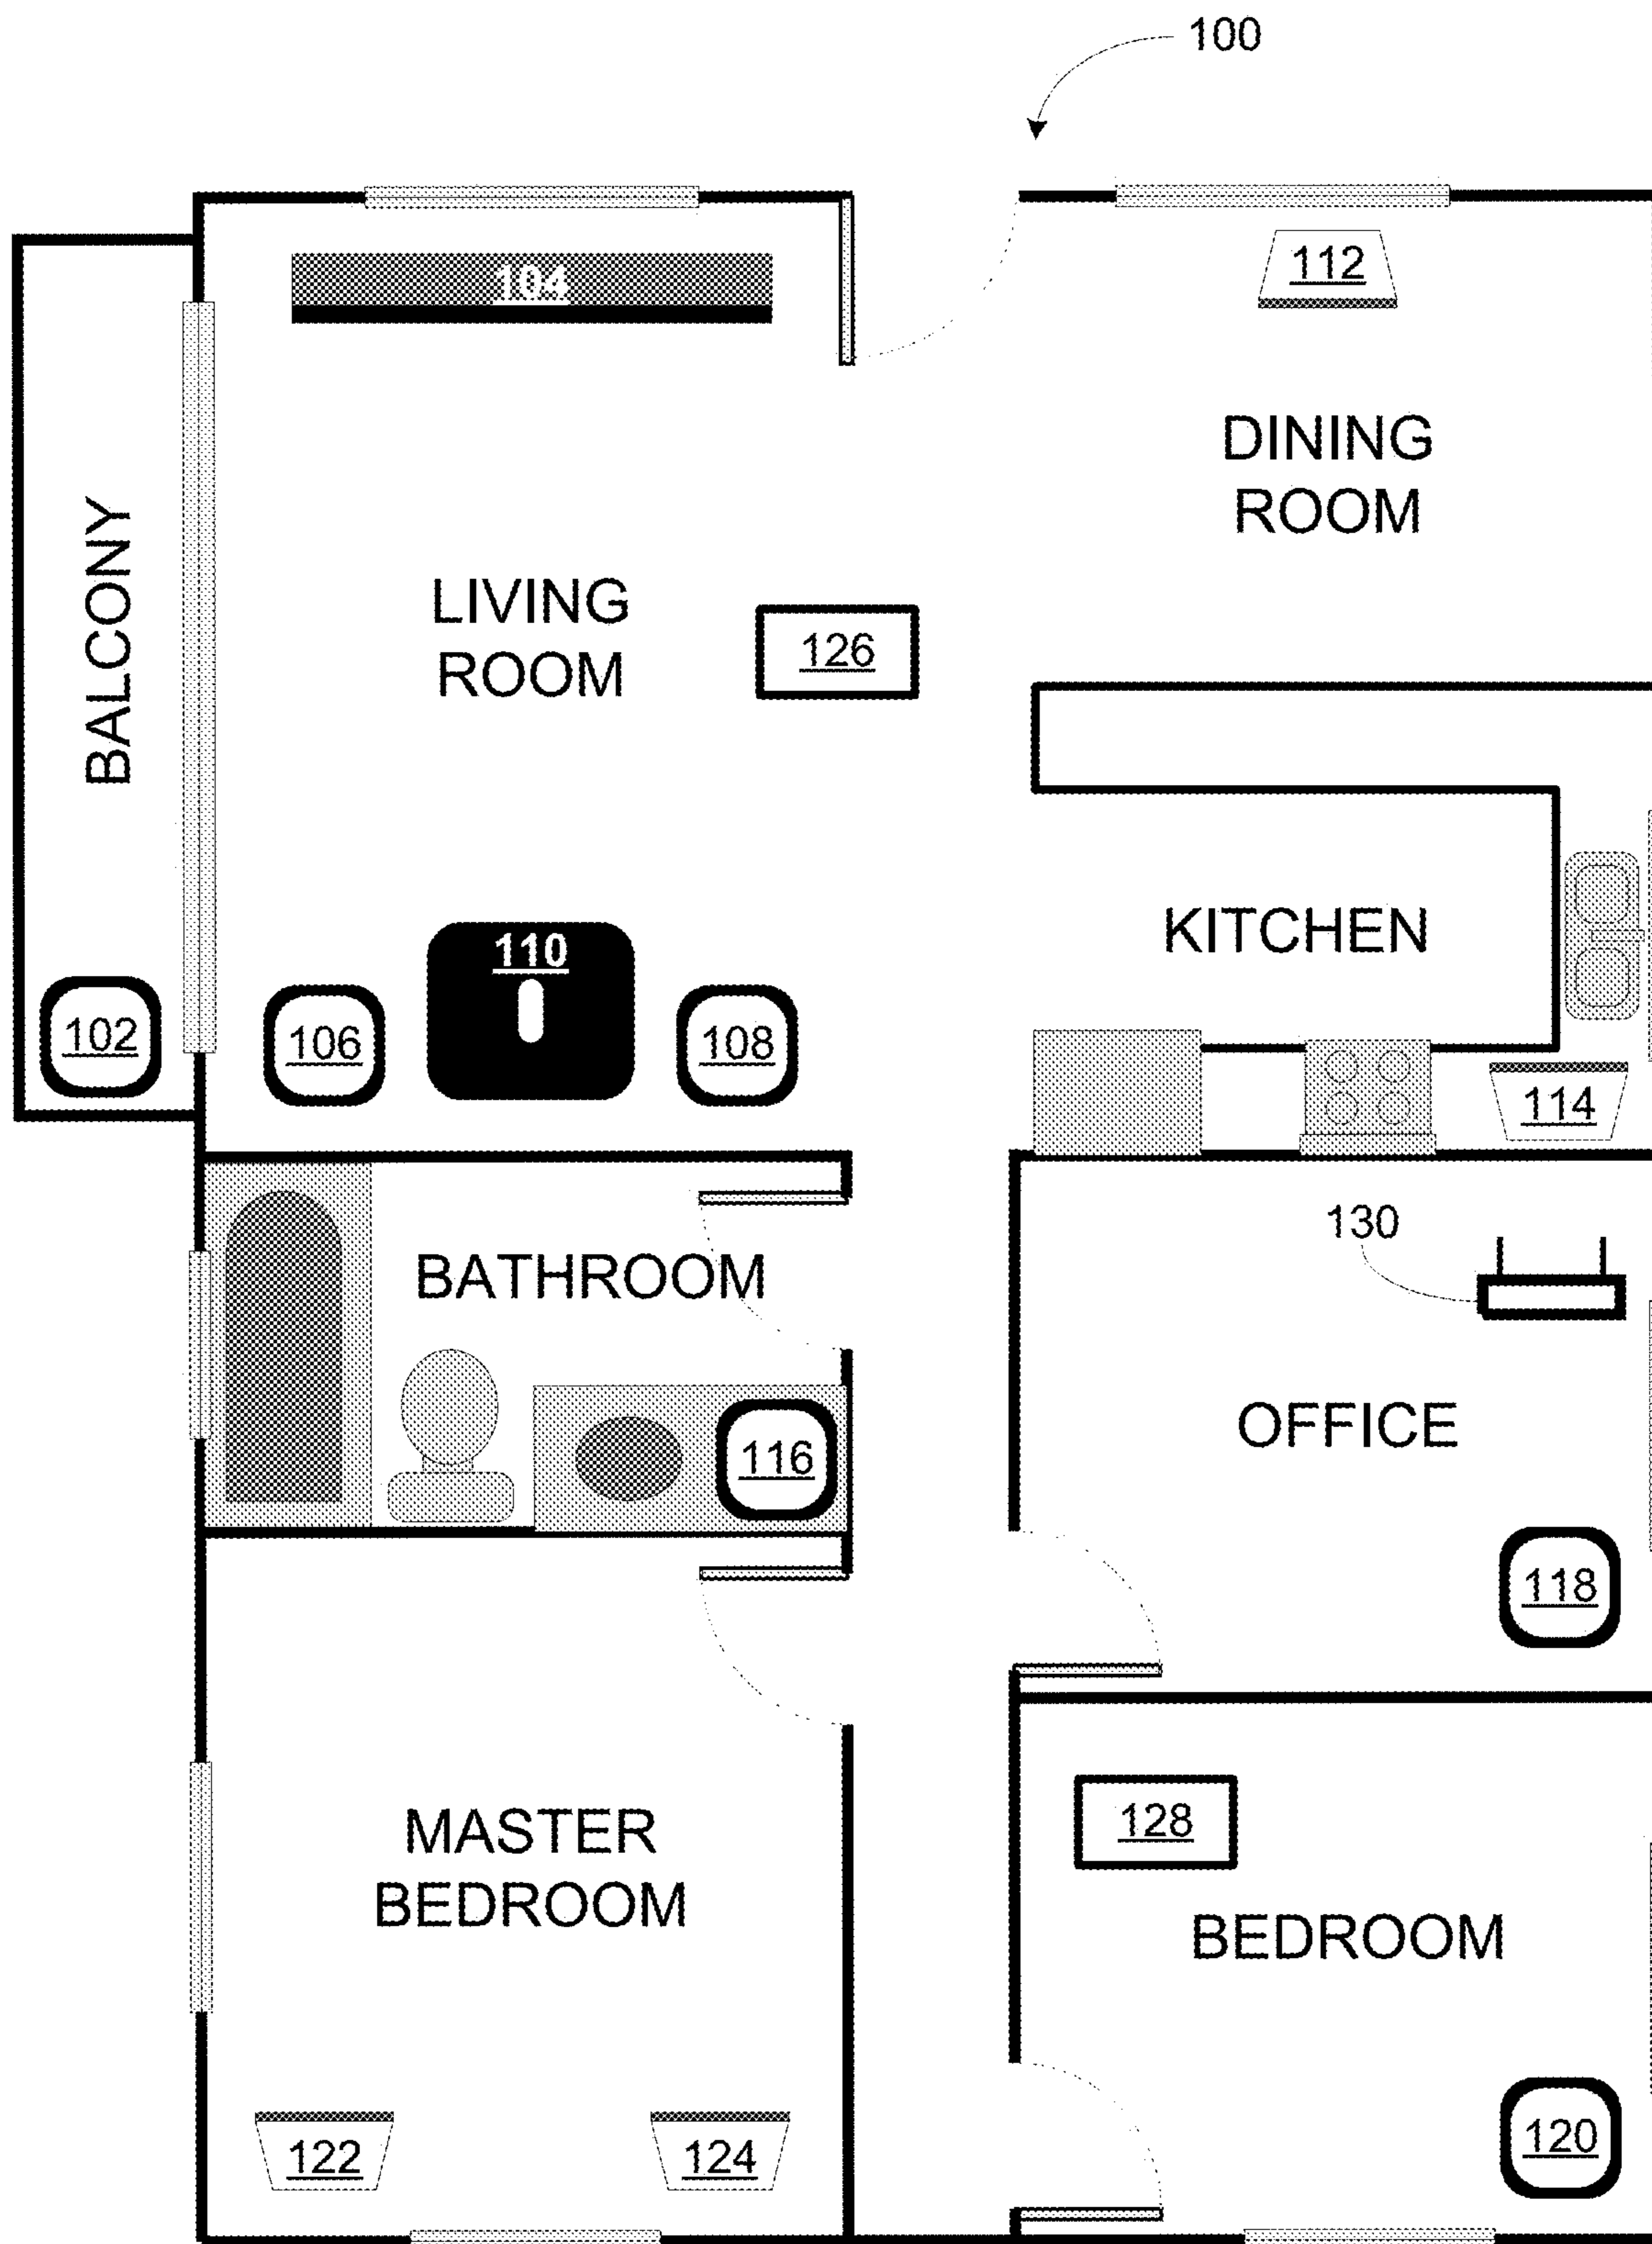 100
104
112
DINING
ROOM
BALCONY
LIVING
ROOM
126
KITCHEN
110
102
106
108
114
BATHROOM
130
OFFICE
116
118
MASTER
BEDROOM
128
BEDROOM
122
124
120